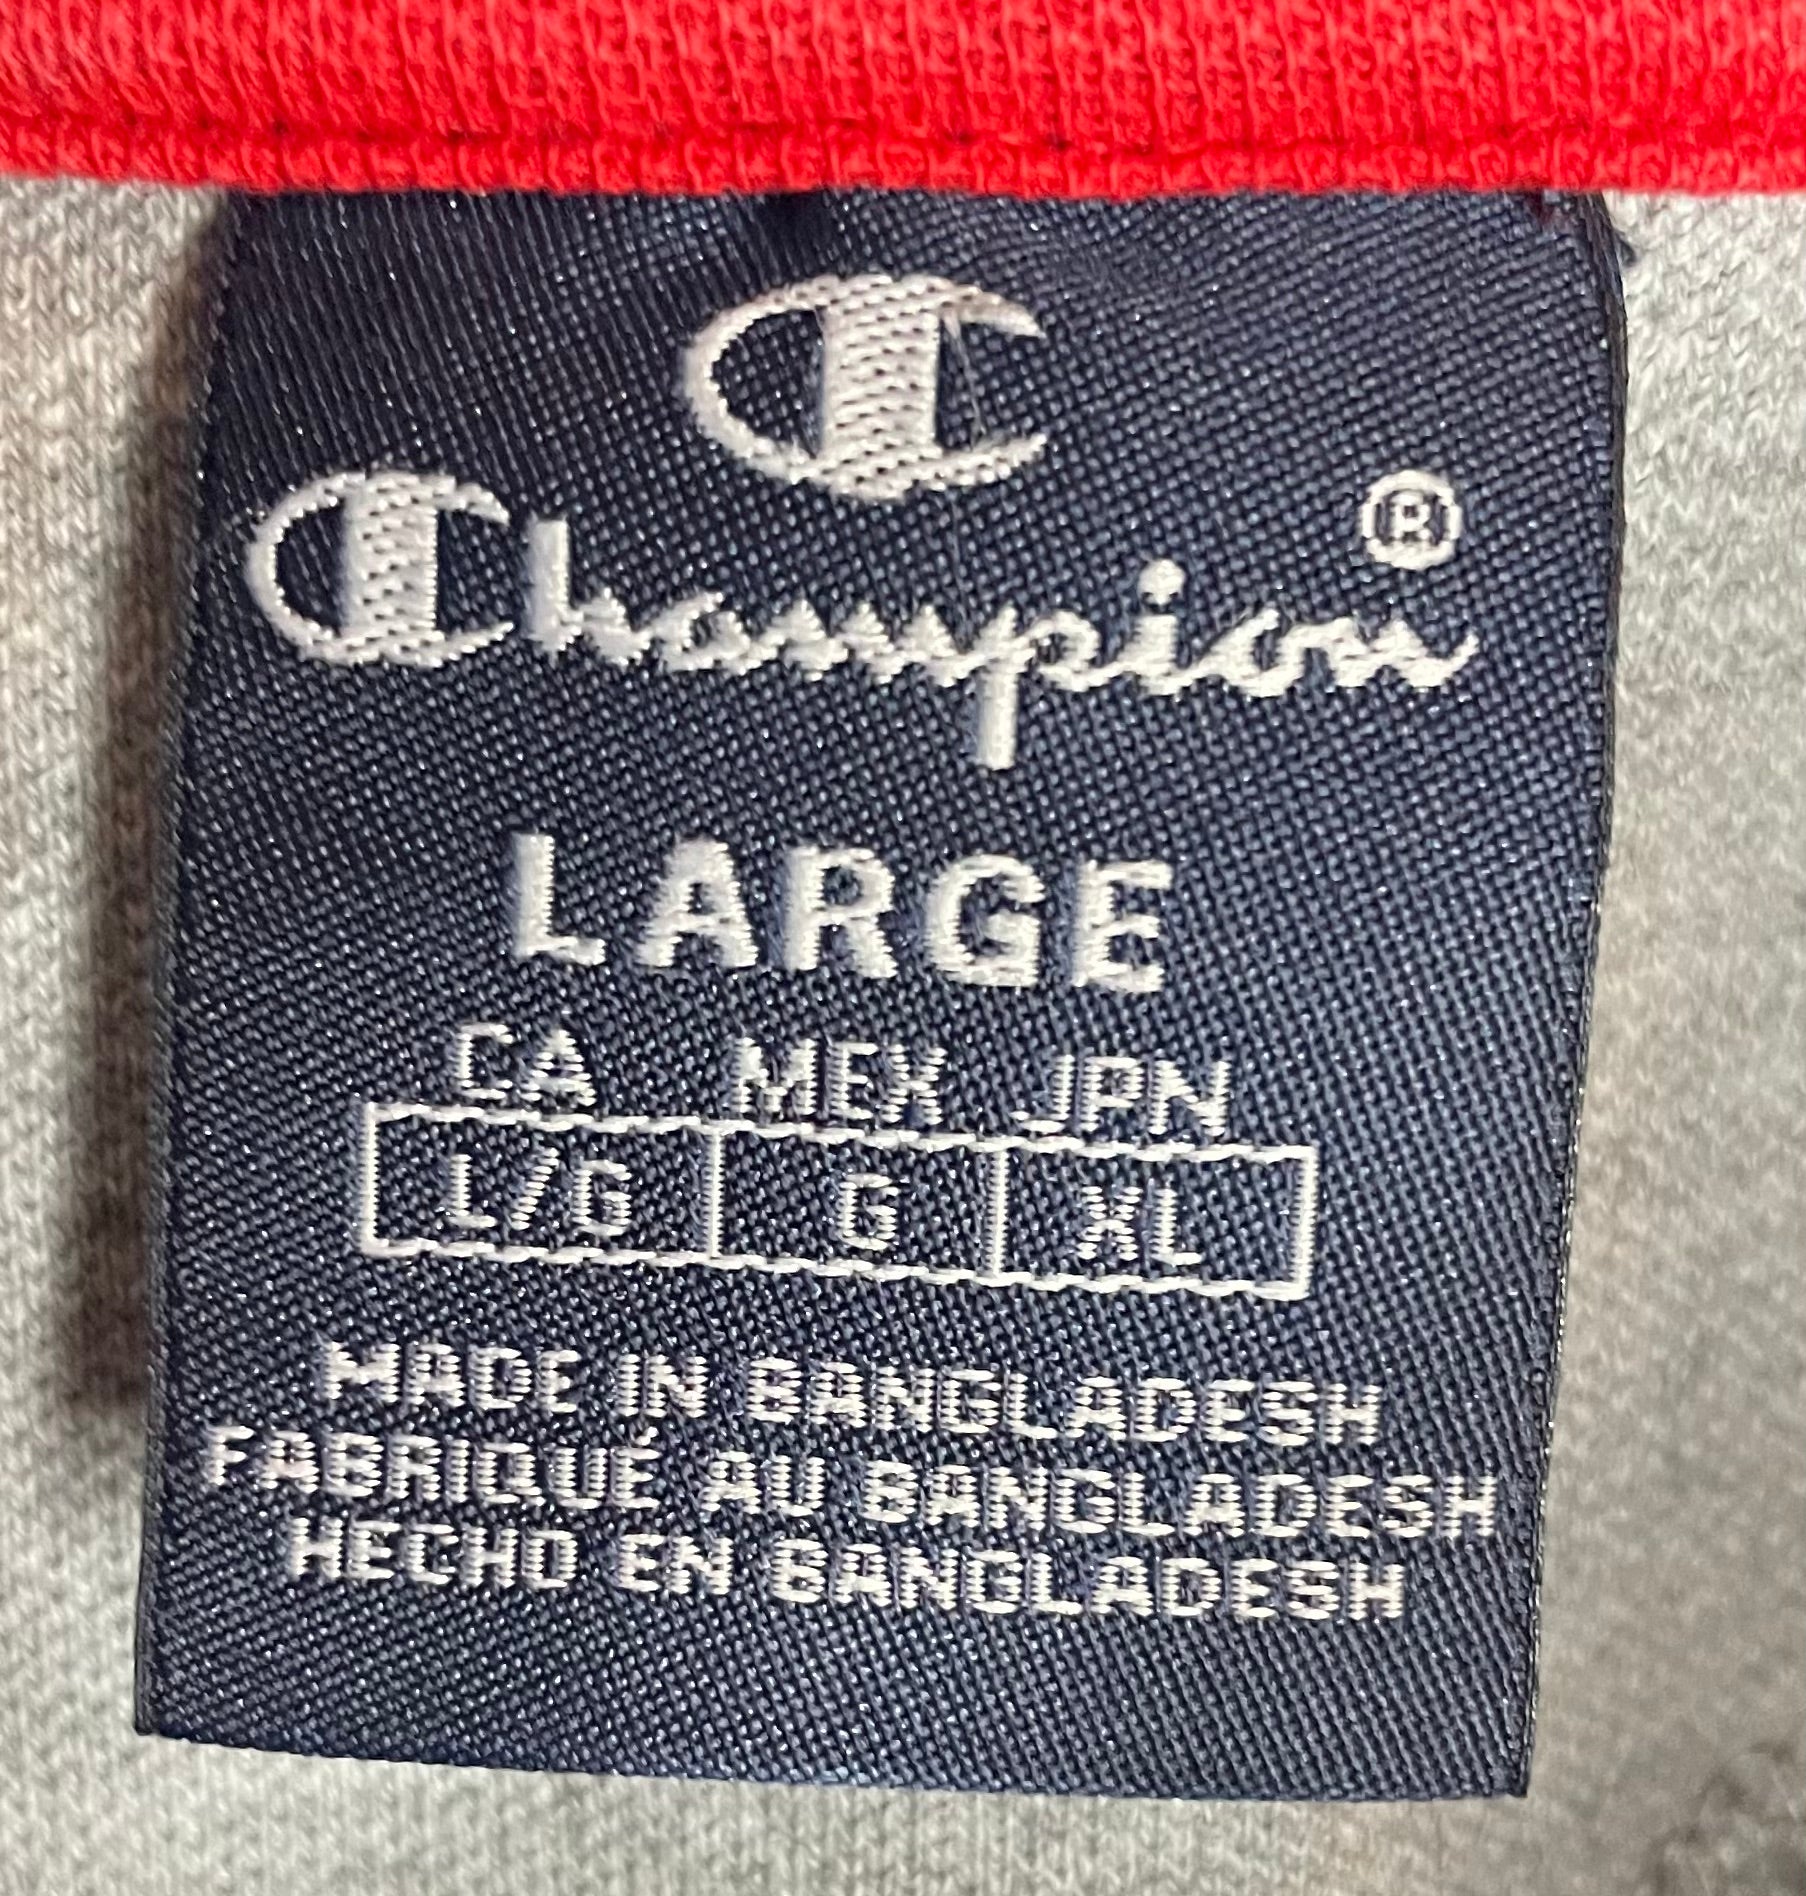 C
Champion®
LARGE
CA MEX JPN
L/G G XL
MADE IN BANGLADESH
FABRIQUÉ AU BANGLADESH
HECHO EN BANGLADESH